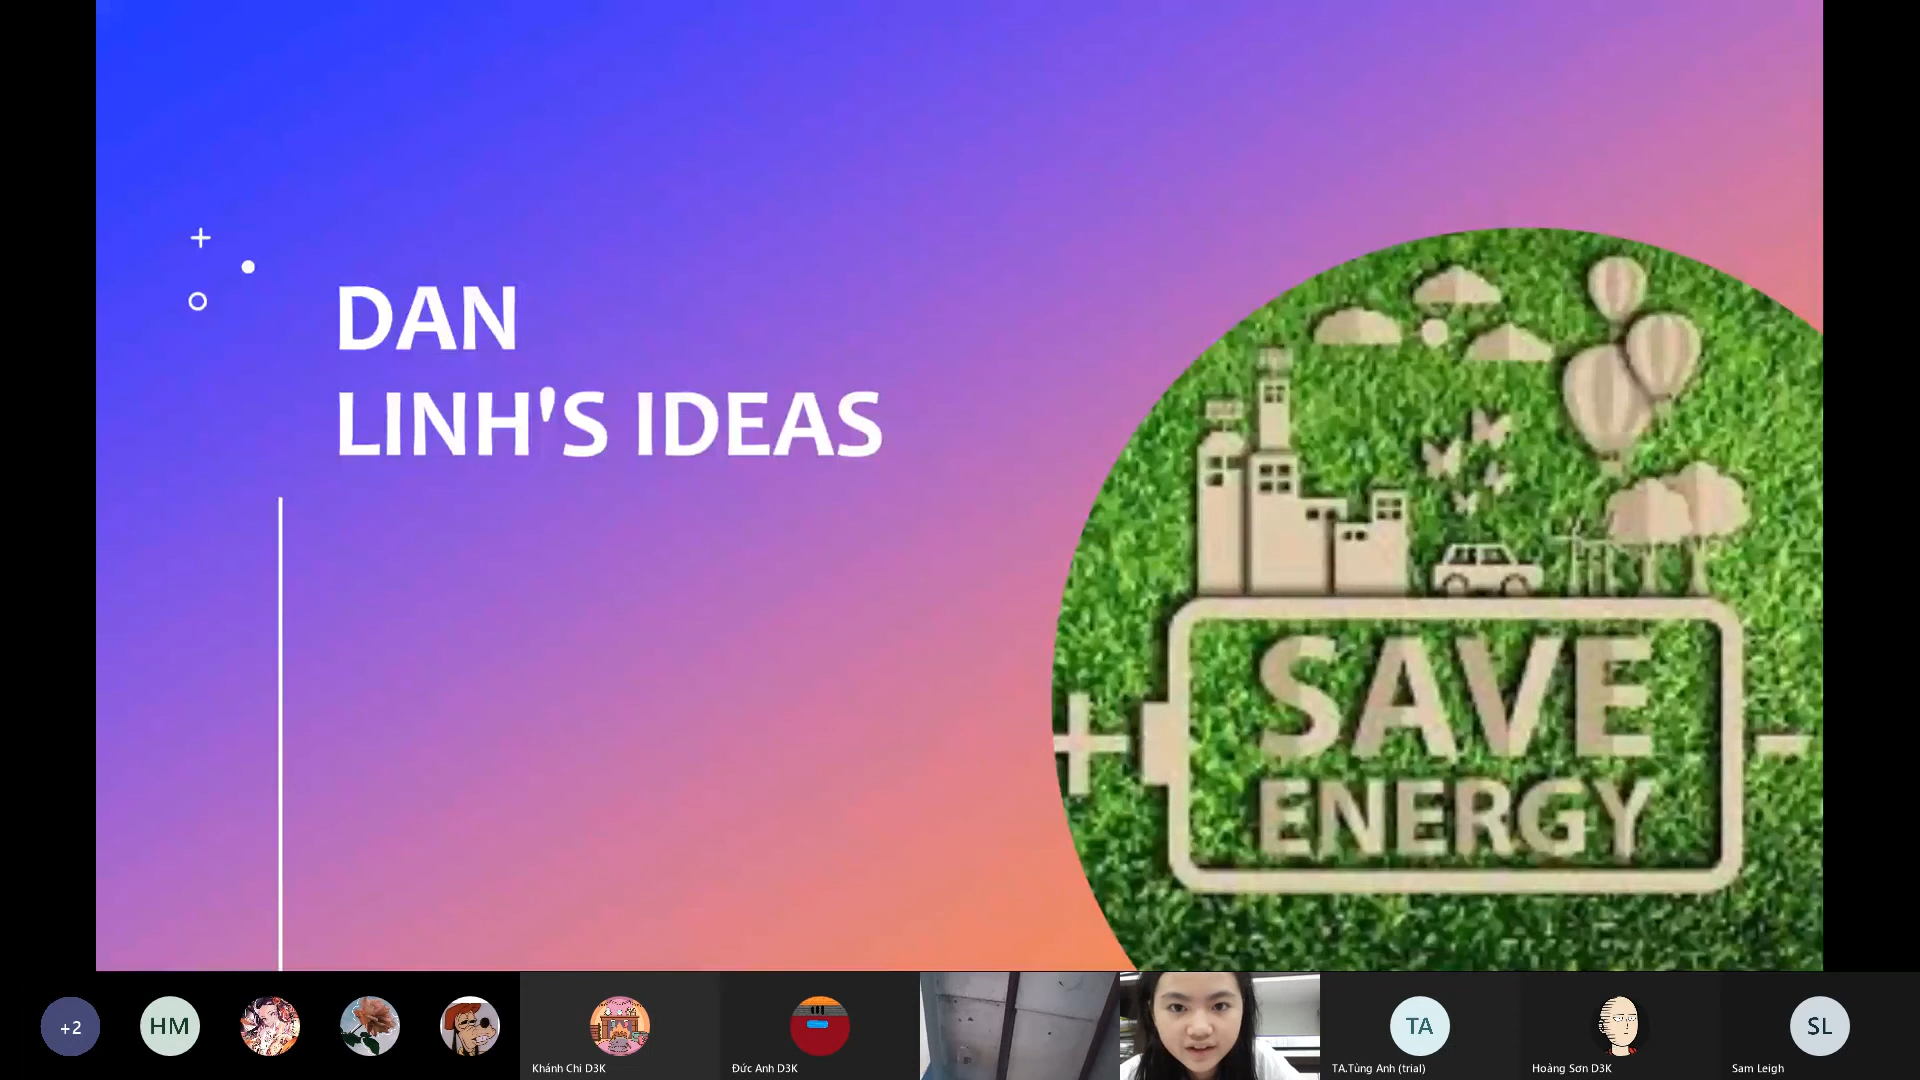 DAN
LINH'S IDEAS
SAVE
ENERGY
+2
HM
Khánh Chi D3K
Đức Anh D3K
TA
TA.Tùng Anh (trial)
Hoàng Sơn D3K
SL
Sam Leigh